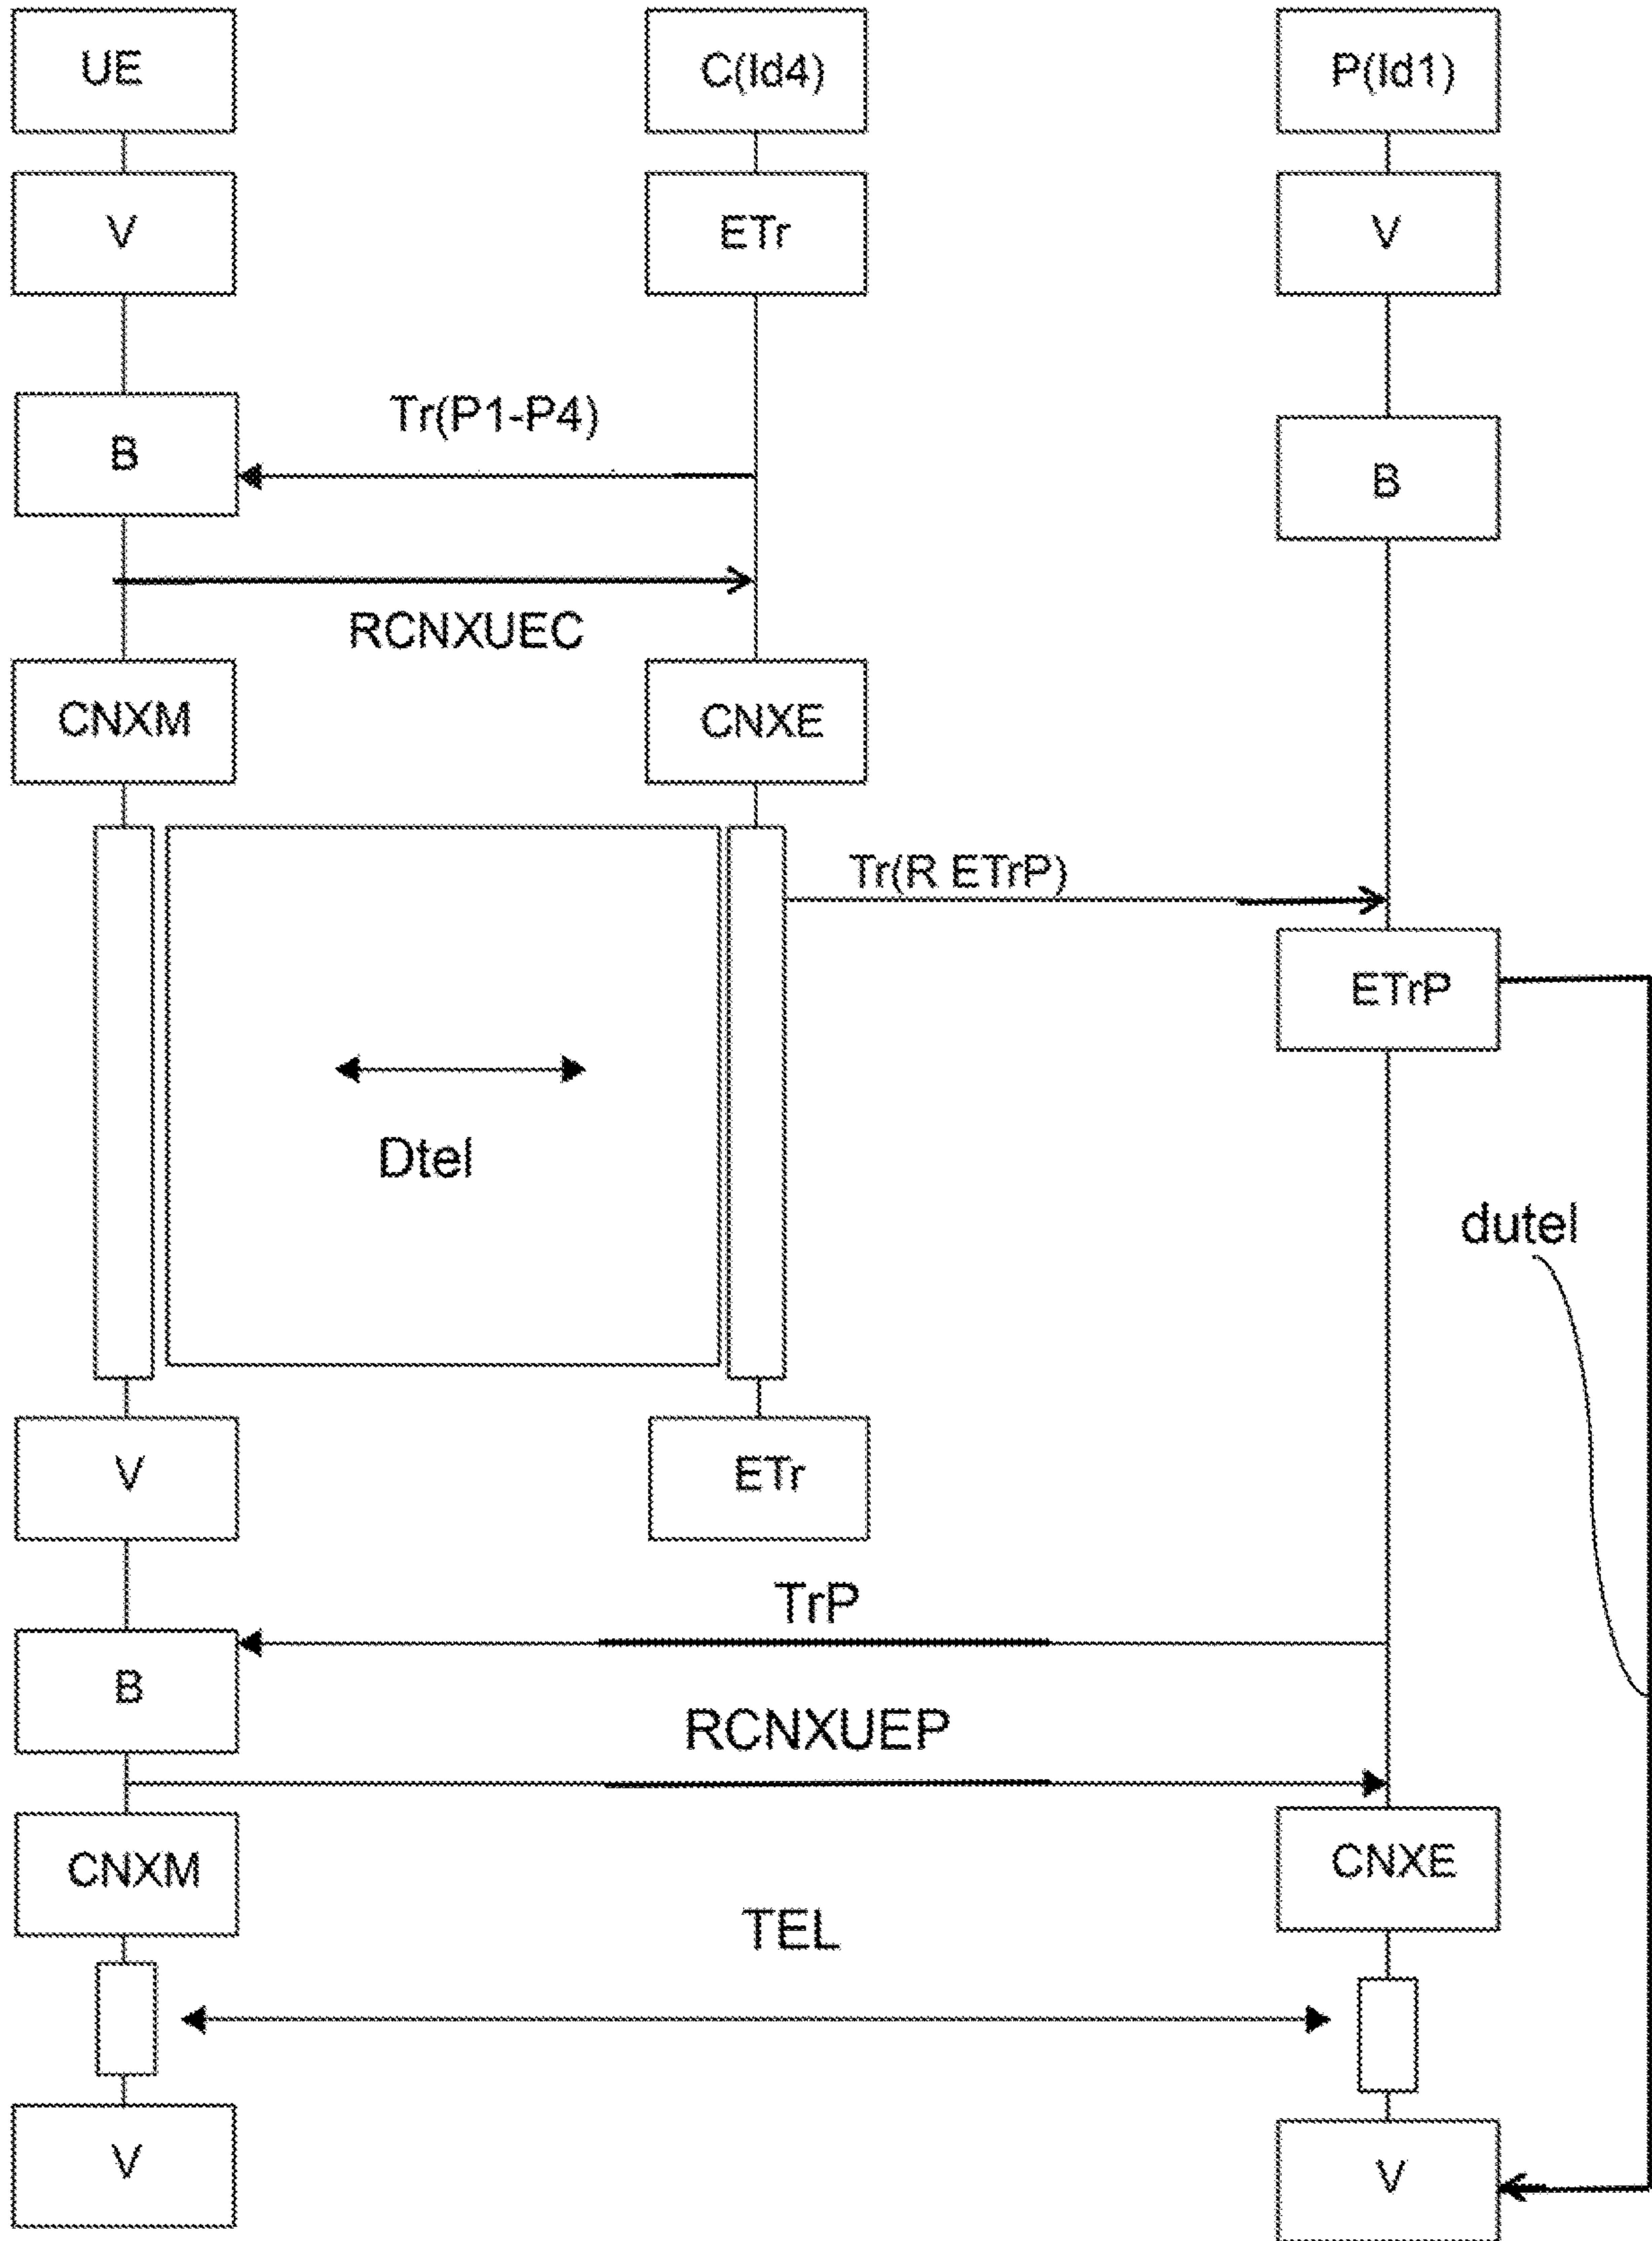 UE
C(Id4)
P(Id1)
V
ETr
V
Tr(P1-P4)
B
B
RCNXUEC
CNXM
CNXE
Tr(R ETrP)
ETrP
Dtel
dutel
V
ETr
TrP
B
RCNXUEP
CNXM
CNXE
TEL
V
V